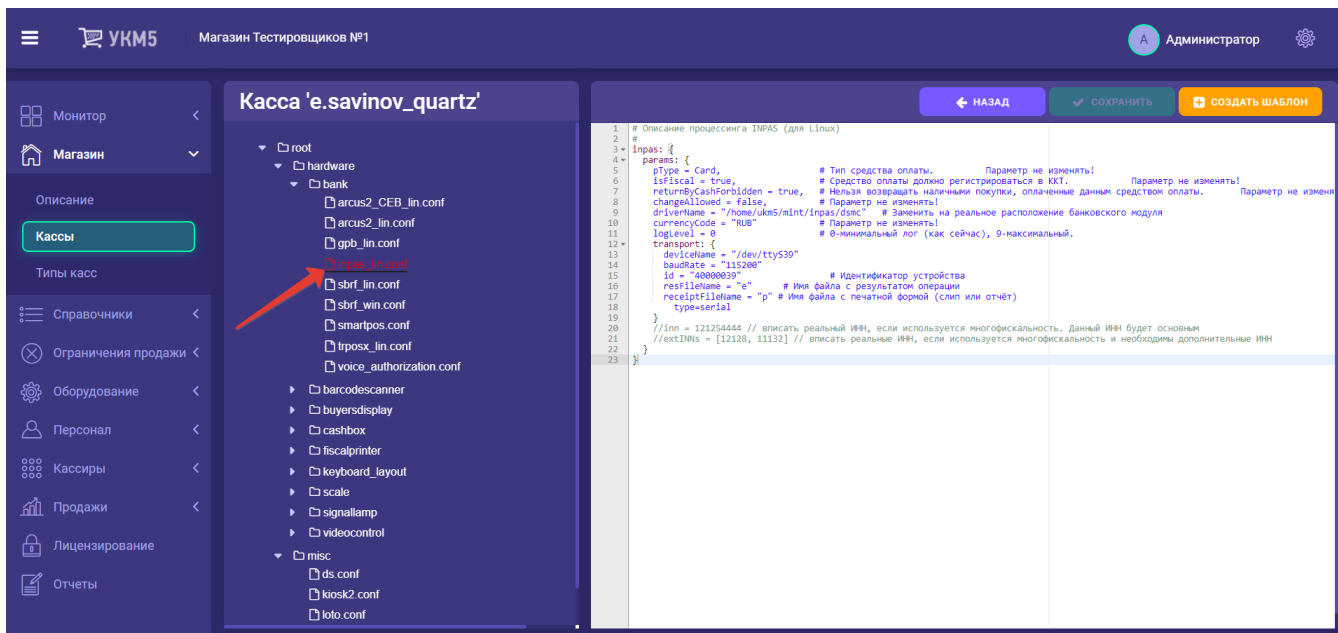 УКМ5
Магазин Тестировщиков №1
А
Администратор
Монитор
Магазин
Описание
Кассы
Типы касс
Справочники
Ограничения продажи
Оборудование
Персонал
Кассиры
Продажи
Лицензирование
Отчеты
Касса 'e.savinov_quartz'
root
hardware
bank
arcus2_CEB_lin.conf
arcus2_lin.conf
gpb_lin.conf
inpas_lin.conf
sbrf_lin.conf
sbrf_win.conf
smartpos.conf
trposx_lin.conf
voice_authorization.conf
barcodescanner
buyersdisplay
cashbox
fiscalprinter
keyboard_layout
scale
signallamp
videocontrol
misc
ds.conf
kiosk2.conf
loto.conf
НАЗАД
СОХРАНИТЬ
СОЗДАТЬ ШАБЛОН
1 # Описание процессинга INPAS (для Linux)
2 #
3 inpas: {
4 params: {
5 pType = Card, # Тип средства оплаты. Параметр не изменять!
6 isFiscal = true, # Средство оплаты должно регистрироваться в ККТ. Параметр не изменять!
7 returnByCashForbidden = true, # Нельзя возвращать наличными покупки, оплаченные данным средством оплаты. Параметр не изменя
8 changeAllowed = false, # Параметр не изменять!
9 driverName = "/home/ukm5/mint/inpas/dsmc" # Заменить на реальное расположение банковского модуля
10 currencyCode = "RUB" # Параметр не изменять!
11 logLevel = 0 # 0-минимальный лог (как сейчас), 9-максимальный.
12 transport: {
13 deviceName = "/dev/ttyS39"
14 baudRate = "115200"
15 id = "40000039" # Идентификатор устройства
16 resFileName = "e" # Имя файла с результатом операции
17 receiptFileName = "p" # Имя файла с печатной формой (слип или отчёт)
18 type=serial
19 }
20 //inn = 121254444 // вписать реальный ИНН, если используется многофискальность. Данный ИНН будет основным
21 //extINNs = [12128, 11132] // вписать реальные ИНН, если используется многофискальность и необходимы дополнительные ИНН
22 }
23 }